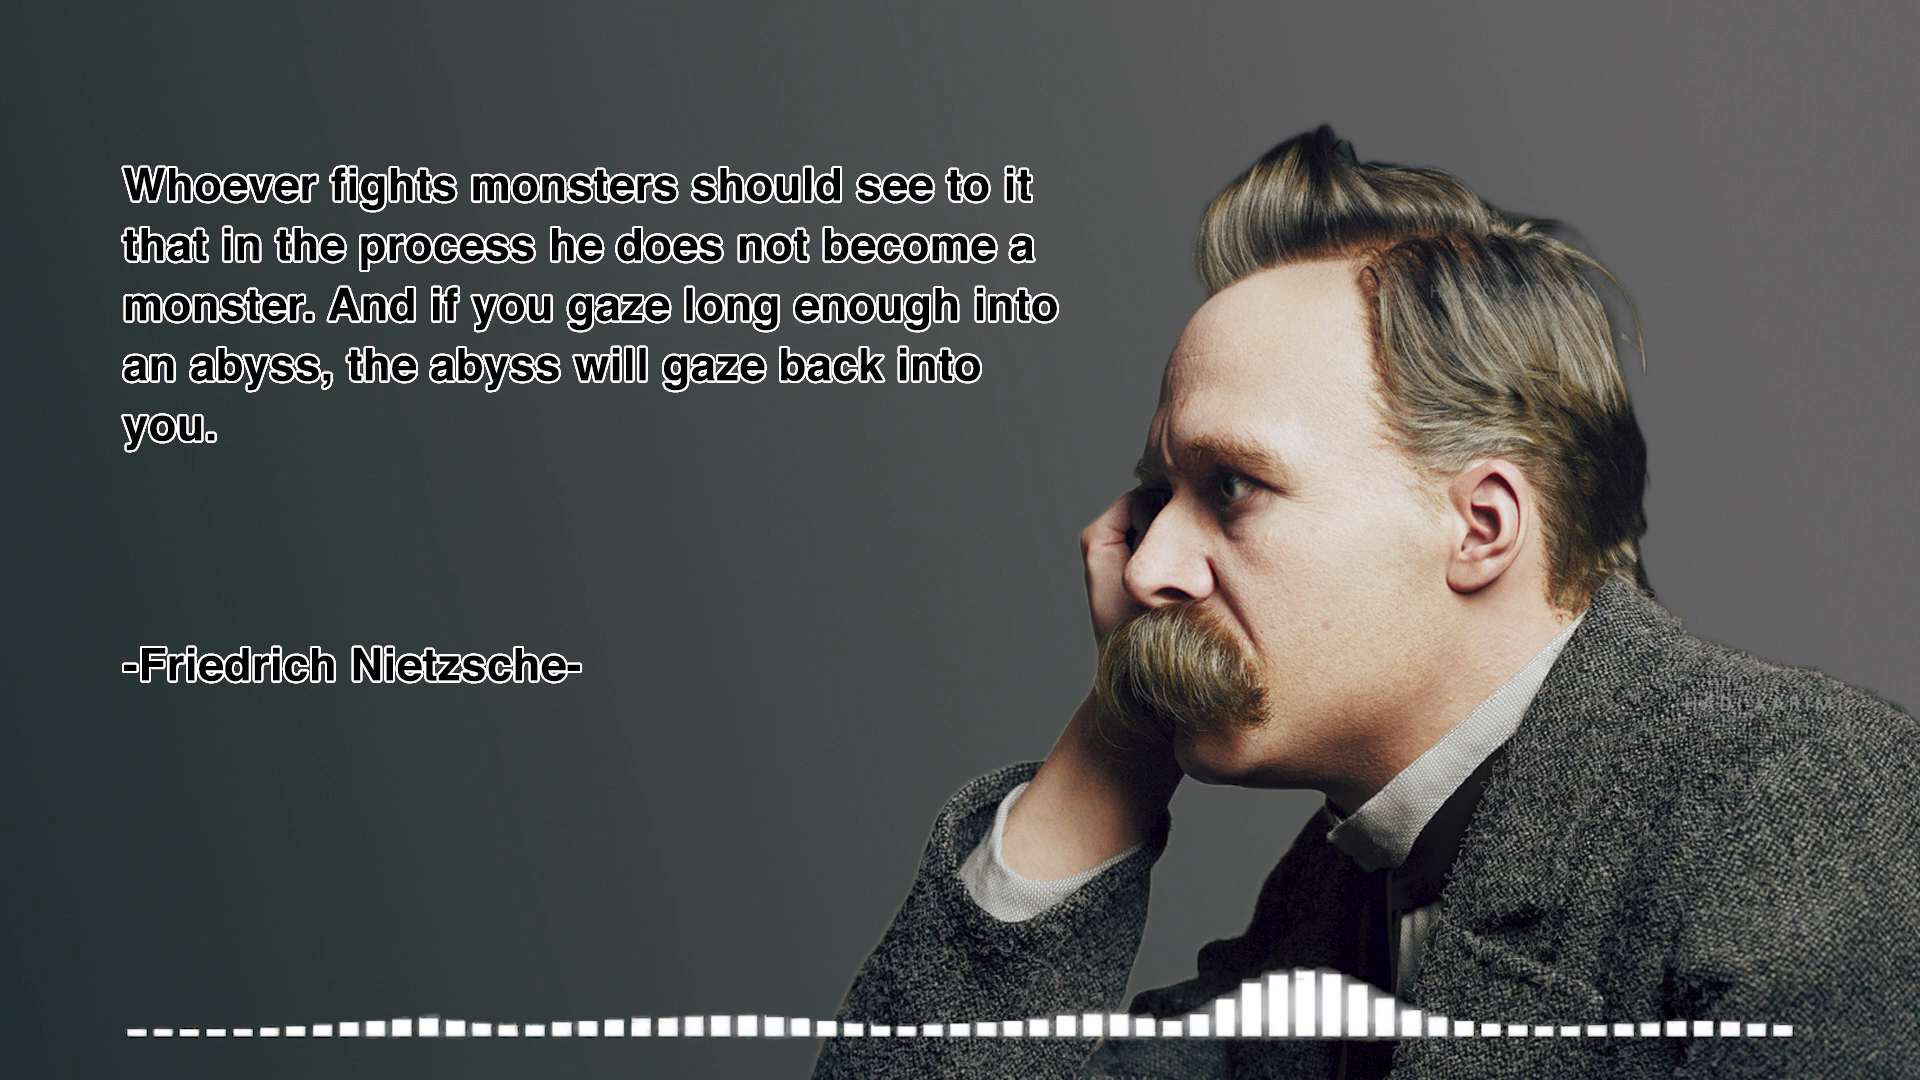 Whoever fights monsters should see to it
that in the process he does not become a
monster. And if you gaze long enough into
an abyss, the abyss will gaze back into
you.
-Friedrich Nietzsche-